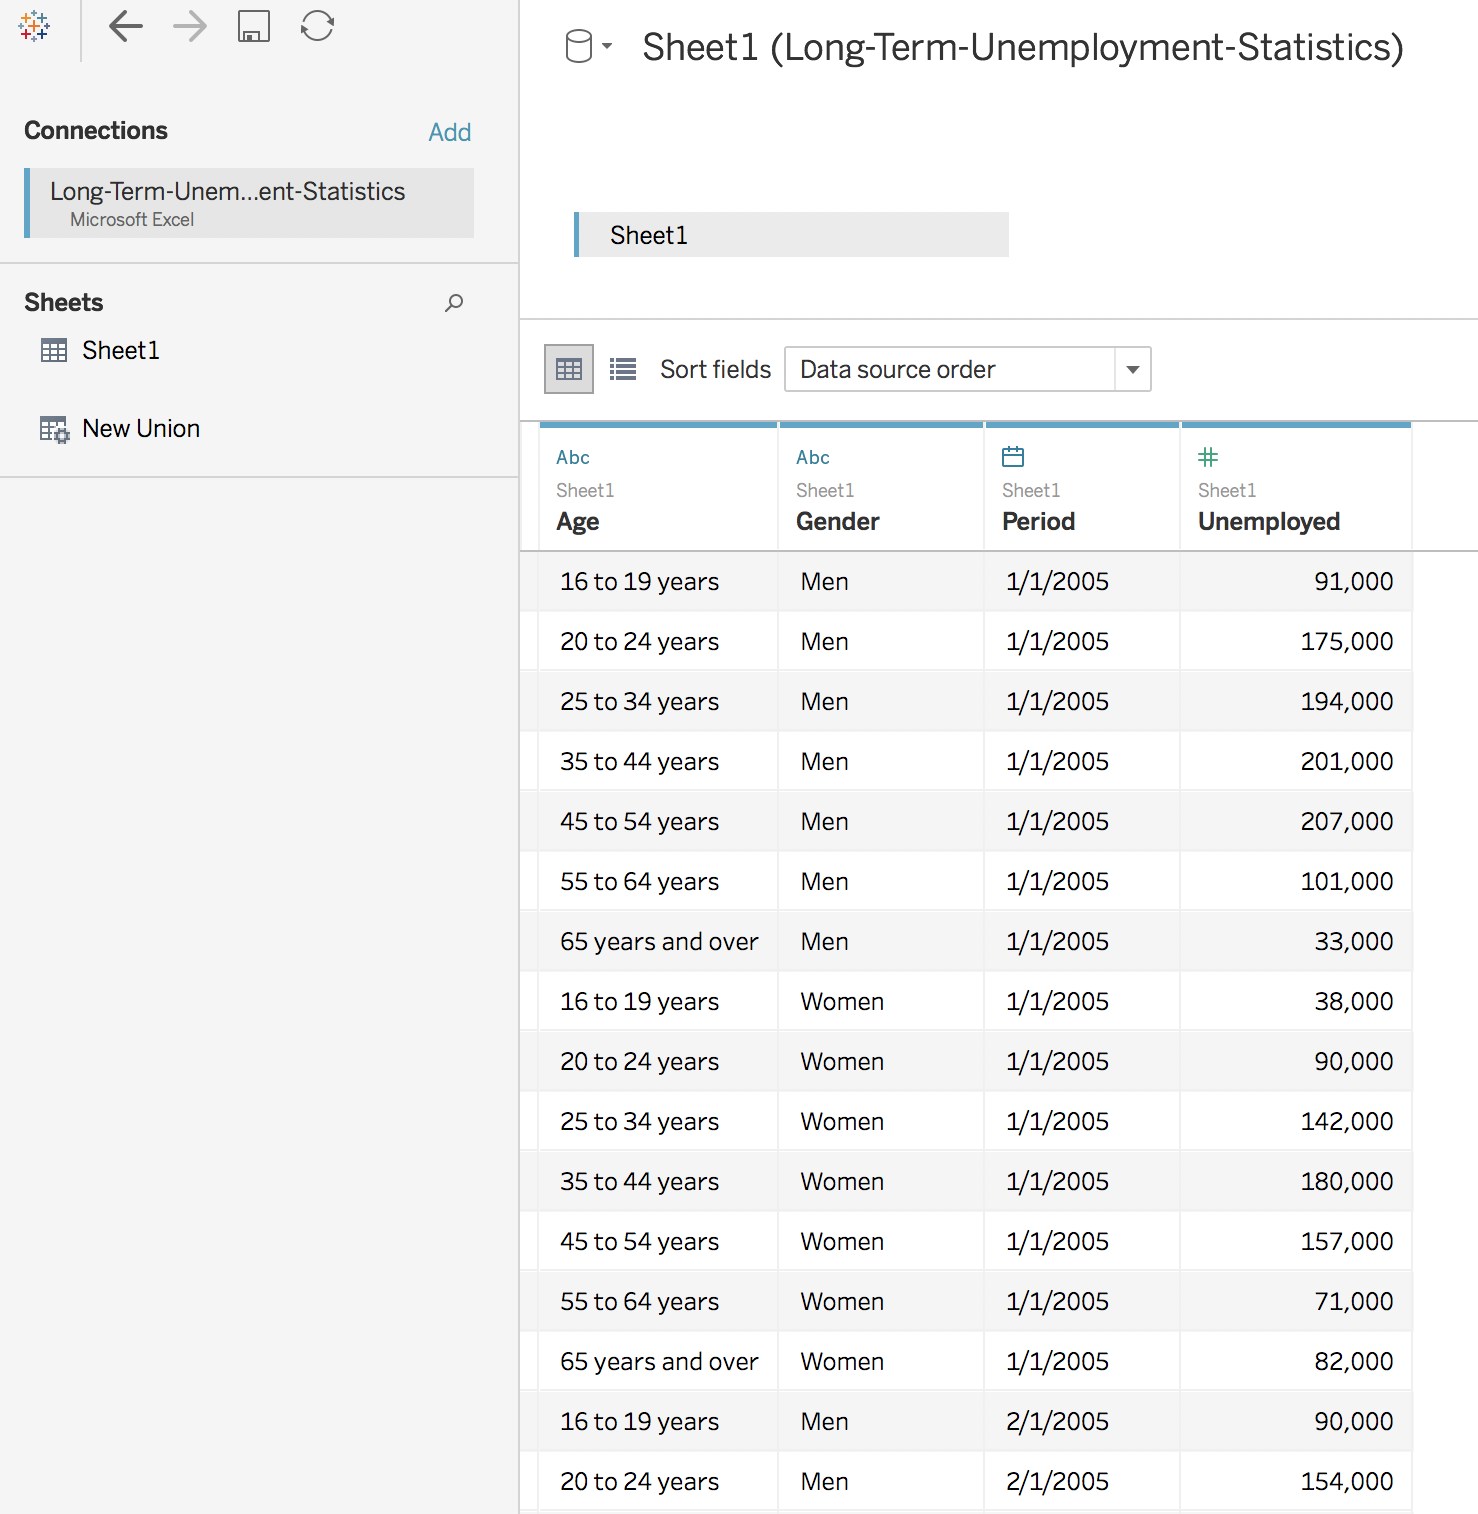 Connections
Add
Long-Term-Unem...ent-Statistics
Microsoft Excel
Sheets
Sheet1
New Union
Sheet1 (Long-Term-Unemployment-Statistics)
Sheet1
Sort fields Data source order
Abc Abc #
Sheet1 Sheet1 Sheet1 Sheet1
Age Gender Period Unemployed
16 to 19 years Men 1/1/2005 91,000
20 to 24 years Men 1/1/2005 175,000
25 to 34 years Men 1/1/2005 194,000
35 to 44 years Men 1/1/2005 201,000
45 to 54 years Men 1/1/2005 207,000
55 to 64 years Men 1/1/2005 101,000
65 years and over Men 1/1/2005 33,000
16 to 19 years Women 1/1/2005 38,000
20 to 24 years Women 1/1/2005 90,000
25 to 34 years Women 1/1/2005 142,000
35 to 44 years Women 1/1/2005 180,000
45 to 54 years Women 1/1/2005 157,000
55 to 64 years Women 1/1/2005 71,000
65 years and over Women 1/1/2005 82,000
16 to 19 years Men 2/1/2005 90,000
20 to 24 years Men 2/1/2005 154,000